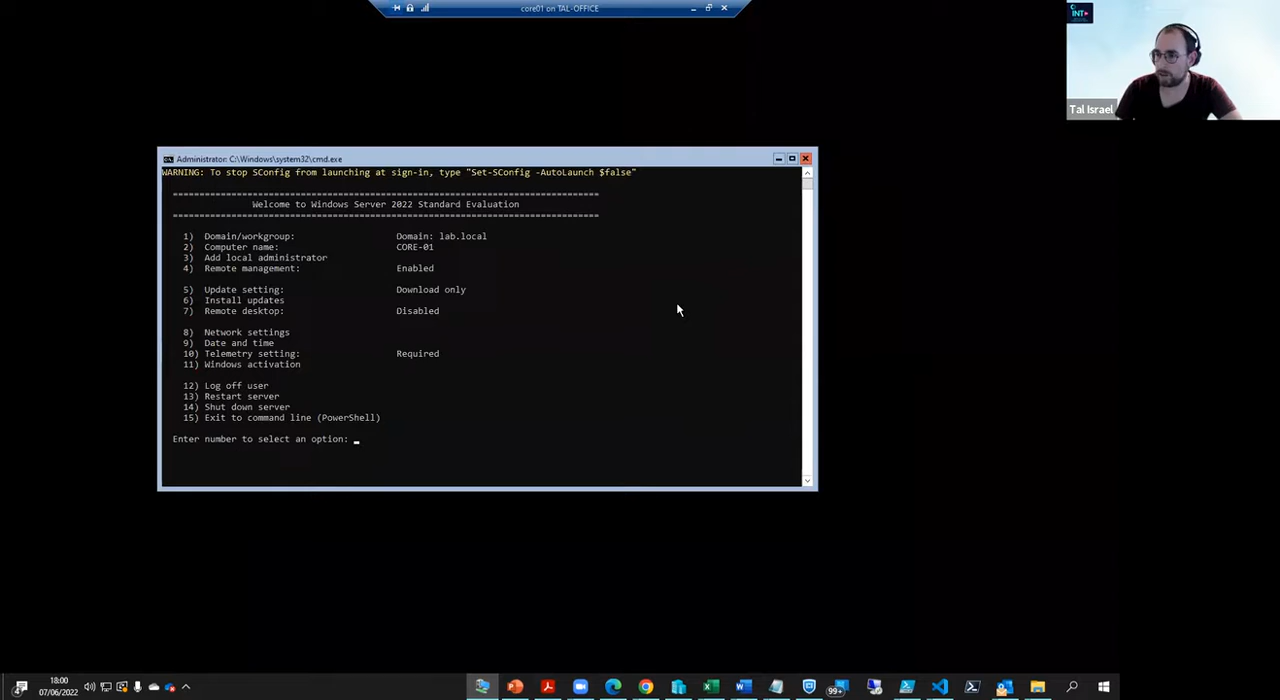 core01 on TAL-OFFICE
INT
Tal Israel
Administrator: C:\Windows\system32\cmd.exe
WARNING: To stop SConfig from launching at sign-in, type "Set-SConfig -AutoLaunch $false"
================================================================================
Welcome to Windows Server 2022 Standard Evaluation
================================================================================
1) Domain/workgroup: Domain: lab.local
2) Computer name: CORE-01
3) Add local administrator
4) Remote management: Enabled
5) Update setting: Download only
6) Install updates
7) Remote desktop: Disabled
8) Network settings
9) Date and time
10) Telemetry setting: Required
11) Windows activation
12) Log off user
13) Restart server
14) Shut down server
15) Exit to command line (PowerShell)
Enter number to select an option: _
18:00
07/06/2022
99+